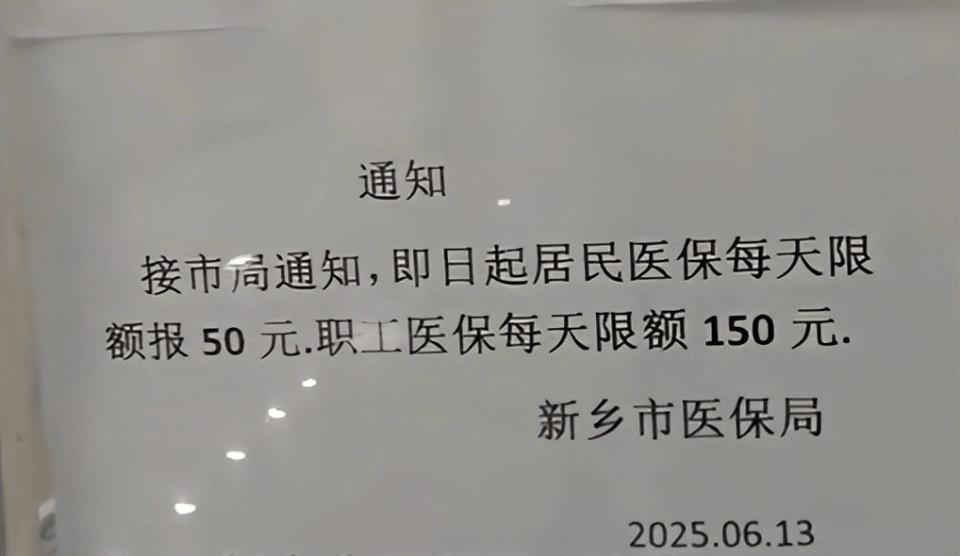 通知
接市局通知,即日起居民医保每天限
额报 50 元.职工医保每天限额 150 元.
新乡市医保局
2025.06.13